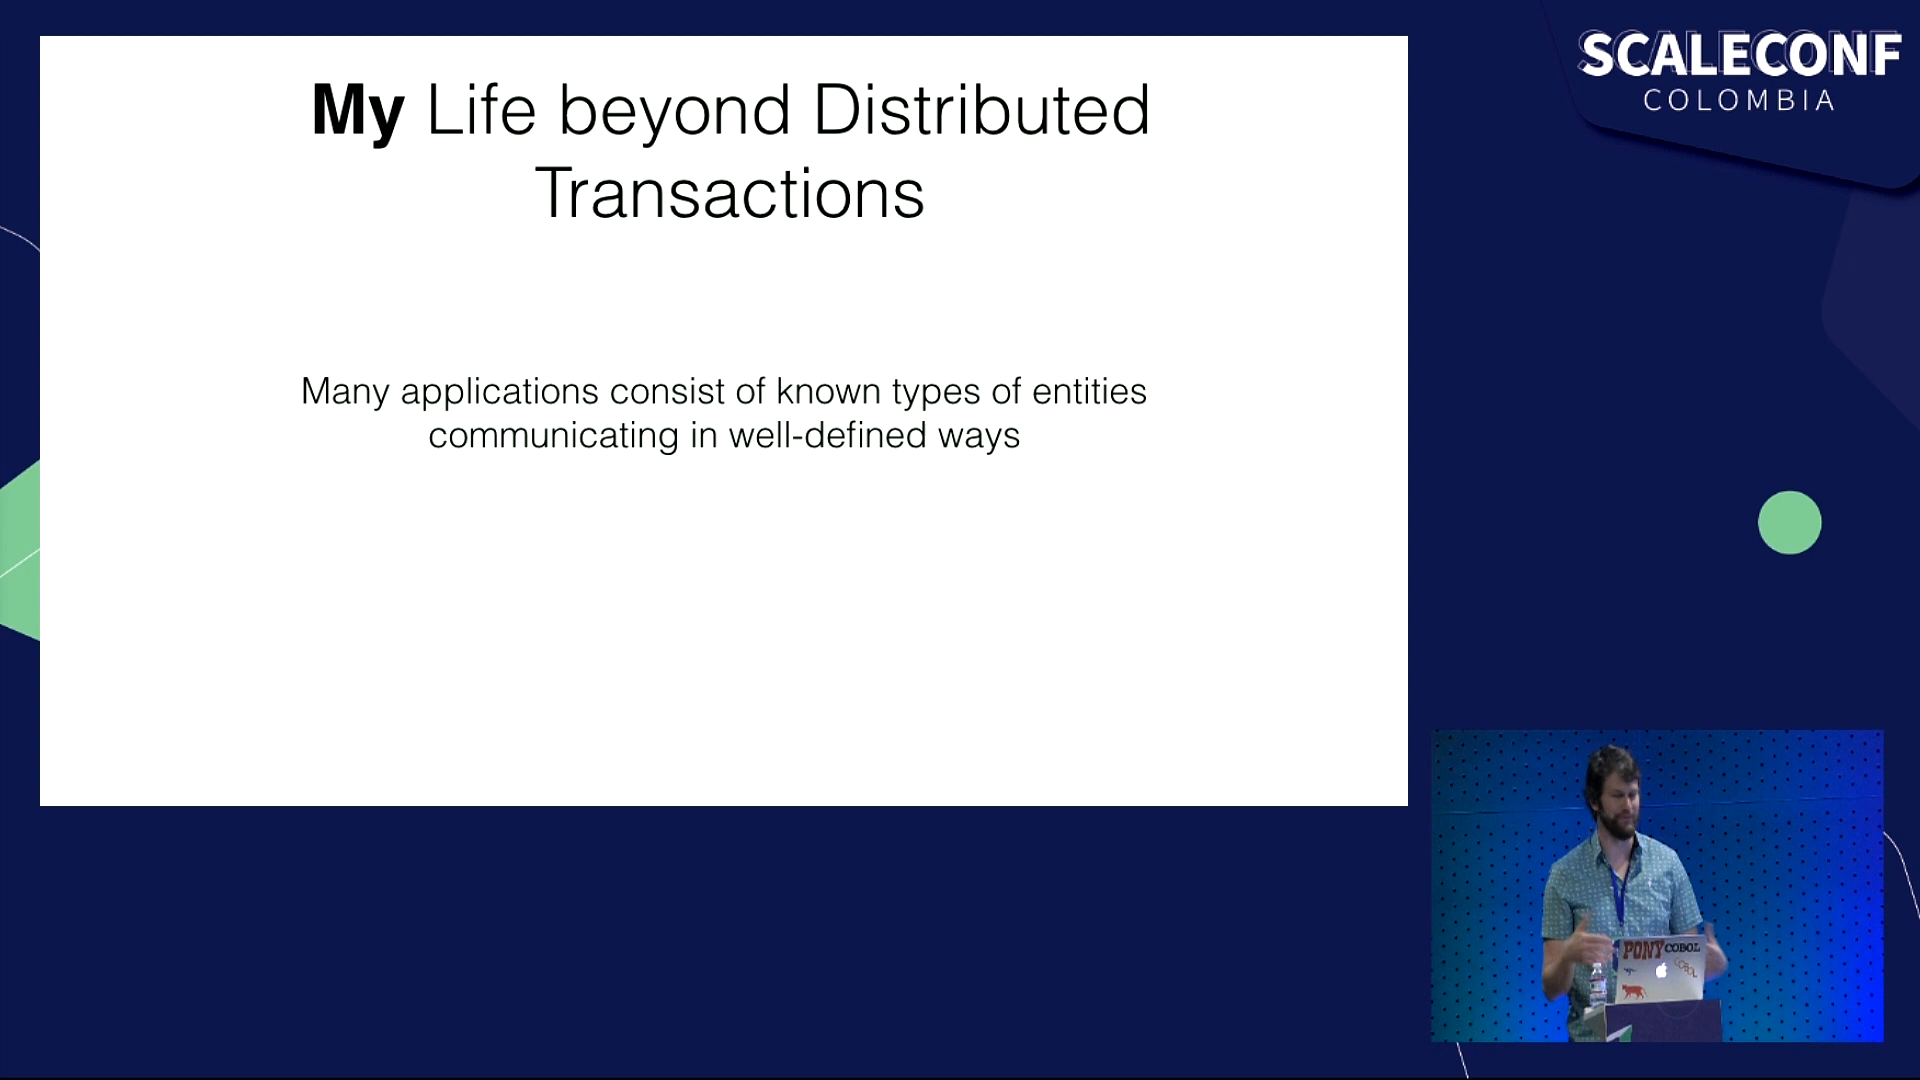 My Life beyond Distributed
Transactions
Many applications consist of known types of entities
communicating in well-defined ways
SCALECONF
COLOMBIA
PONY COBOL
COBOL